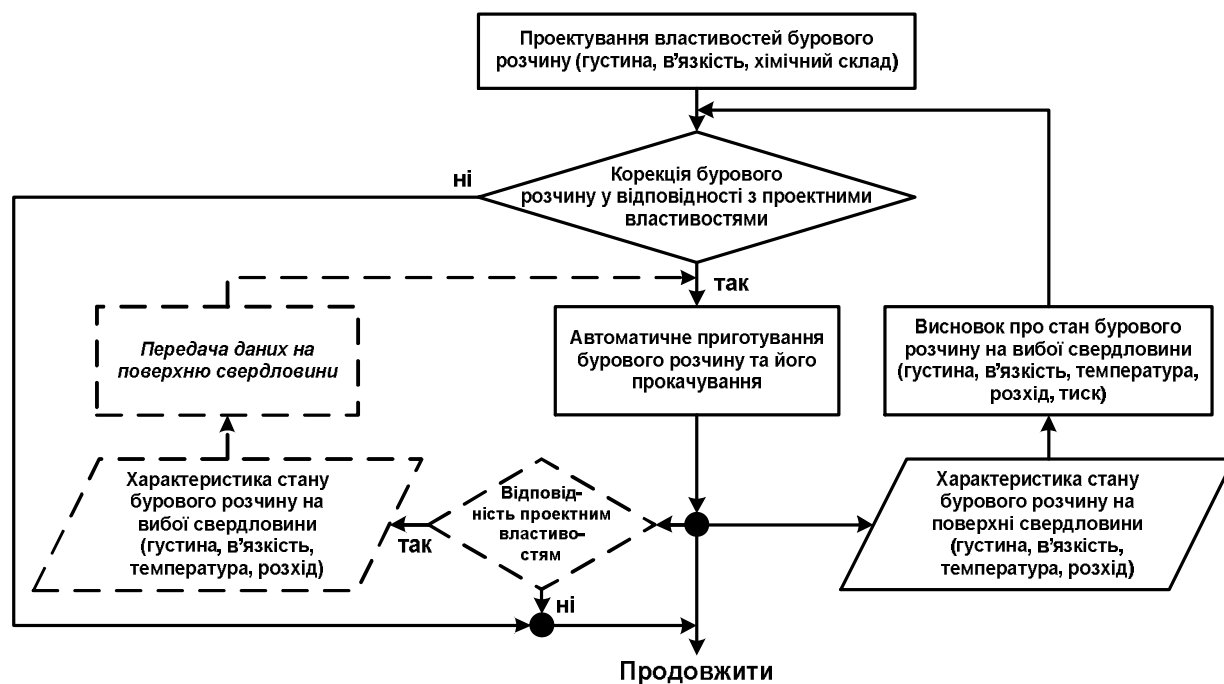 Проектування властивостей бурового
розчину (густина, в'язкість, хімічний склад)
Корекція бурового
розчину у відповідності з проектними
властивостями
ні
так
Передача даних на
поверхню свердловини
Автоматичне приготування
бурового розчину та його
прокачування
Висновок про стан бурового
розчину на вибої свердловини
(густина, в'язкість, температура,
розхід, тиск)
Характеристика стану
бурового розчину на
вибої свердловини
(густина, в'язкість,
температура, розхід)
так
Відповід-
ність проектним
властиво-
стям
ні
Характеристика стану
бурового розчину на
поверхні свердловини
(густина, в'язкість,
температура, розхід)
Продовжити